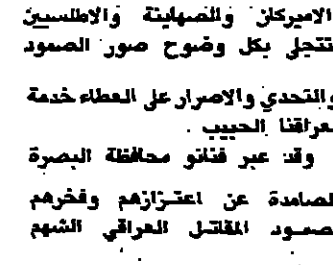 الاميركان والصهاينة والاطلسيين
تتجلى بكل وضوح صور الصمود
والتحدي والاصرار على العطاء خدمة
لعراقنا الحبيب .
وقد عبر فنانو محافظة البصرة
الصامدة عن اعتزازهم وفخرهم
بصمود المقاتل العراقي الشهم